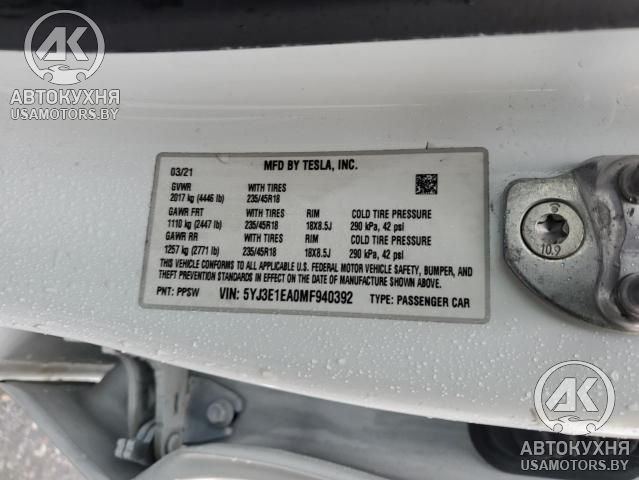 АК
АВТОКУХНЯ
USAMOTORS.BY
MFD BY TESLA, INC.
03/21
GVWR WITH TIRES
2017 kg (4446 lb) 235/45R18
GAWR FRT WITH TIRES RIM COLD TIRE PRESSURE
1110 kg (2447 lb) 235/45R18 18X8.5J 290 kPa, 42 psi
GAWR RR WITH TIRES RIM COLD TIRE PRESSURE
1257 kg (2771 lb) 235/45R18 18X8.5J 290 kPa, 42 psi
THIS VEHICLE CONFORMS TO ALL APPLICABLE U.S. FEDERAL MOTOR VEHICLE SAFETY, BUMPER, AND
THEFT PREVENTION STANDARDS IN EFFECT ON THE DATE OF MANUFACTURE SHOWN ABOVE.
PNT: PPSW VIN: 5YJ3E1EA0MF940392 TYPE: PASSENGER CAR
10.9
АК
АВТОКУХНЯ
USAMOTORS.BY